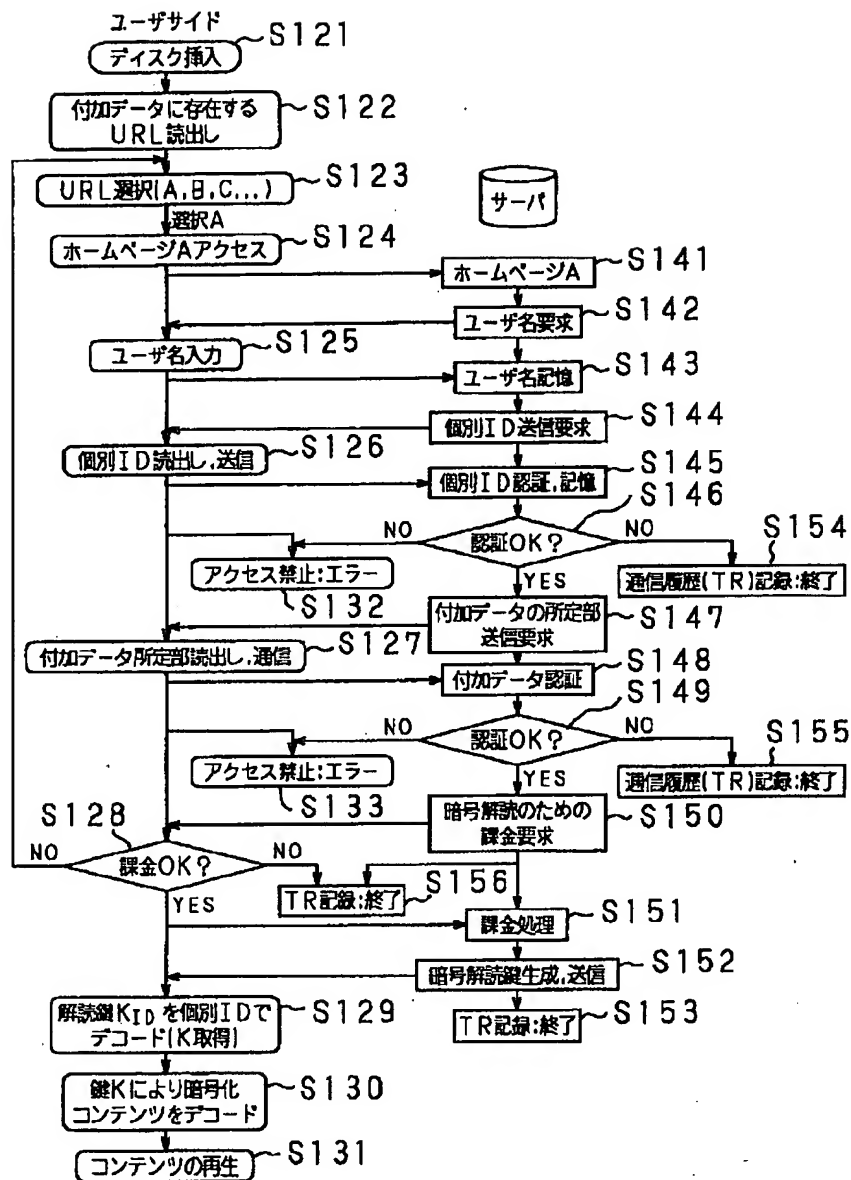 ユーザサイド
ディスク挿入
S121
付加データに存在する
URL読出し
S122
URL選択(A,B,C...)
S123
選択A
サーバ
ホームページAアクセス
S124
ホームページA
S141
ユーザ名要求
S142
ユーザ名入力
S125
ユーザ名記憶
S143
個別ID送信要求
S144
個別ID読出し,送信
S126
個別ID認証,記憶
S145
S146
認証OK?
NO
NO
YES
アクセス禁止:エラー
S132
S154
通信履歴(TR)記録:終了
付加データの所定部
送信要求
S147
付加データ所定部読出し,通信
S127
付加データ認証
S148
S149
認証OK?
NO
NO
YES
アクセス禁止:エラー
S133
S155
通信履歴(TR)記録:終了
暗号解読のための
課金要求
S150
S128
課金OK?
NO
NO
YES
S156
TR記録:終了
課金処理
S151
暗号解読鍵生成,送信
S152
解読鍵KIDを個別IDで
デコード(K取得)
S129
TR記録:終了
S153
鍵Kにより暗号化
コンテンツをデコード
S130
コンテンツの再生
S131